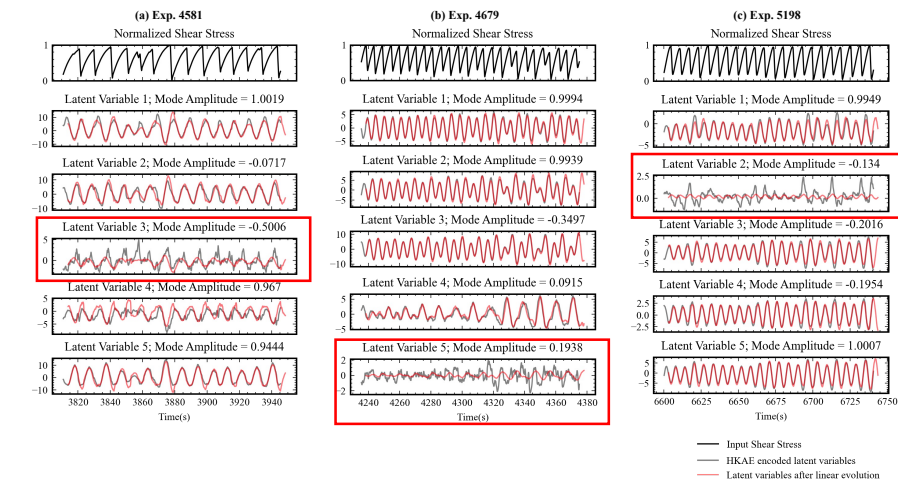 (a) Exp. 4581
Normalized Shear Stress
1
0
Latent Variable 1; Mode Amplitude = 1.0019
10
0
−10
Latent Variable 2; Mode Amplitude = -0.0717
10
0
−10
Latent Variable 3; Mode Amplitude = -0.5006
5
0
Latent Variable 4; Mode Amplitude = 0.967
5
0
−5
Latent Variable 5; Mode Amplitude = 0.9444
10
0
−10
3820 3840 3860 3880 3900 3920 3940
Time(s)
(b) Exp. 4679
Normalized Shear Stress
1
0
Latent Variable 1; Mode Amplitude = 0.9994
5
0
−5
Latent Variable 2; Mode Amplitude = 0.9939
5
0
−5
Latent Variable 3; Mode Amplitude = -0.3497
10
0
−10
Latent Variable 4; Mode Amplitude = 0.0915
5
0
−5
Latent Variable 5; Mode Amplitude = 0.1938
2
0
−2
4240 4260 4280 4300 4320 4340 4360 4380
Time(s)
(c) Exp. 5198
Normalized Shear Stress
1
0
Latent Variable 1; Mode Amplitude = 0.9949
0
−5
Latent Variable 2; Mode Amplitude = -0.134
2.5
0.0
Latent Variable 3; Mode Amplitude = -0.2016
5
0
−5
Latent Variable 4; Mode Amplitude = -0.1954
2.5
0.0
−2.5
Latent Variable 5; Mode Amplitude = 1.0007
5
0
−5
6600 6625 6650 6675 6700 6725 6750
Time(s)
Input Shear Stress
HKAE encoded latent variables
Latent variables after linear evolution